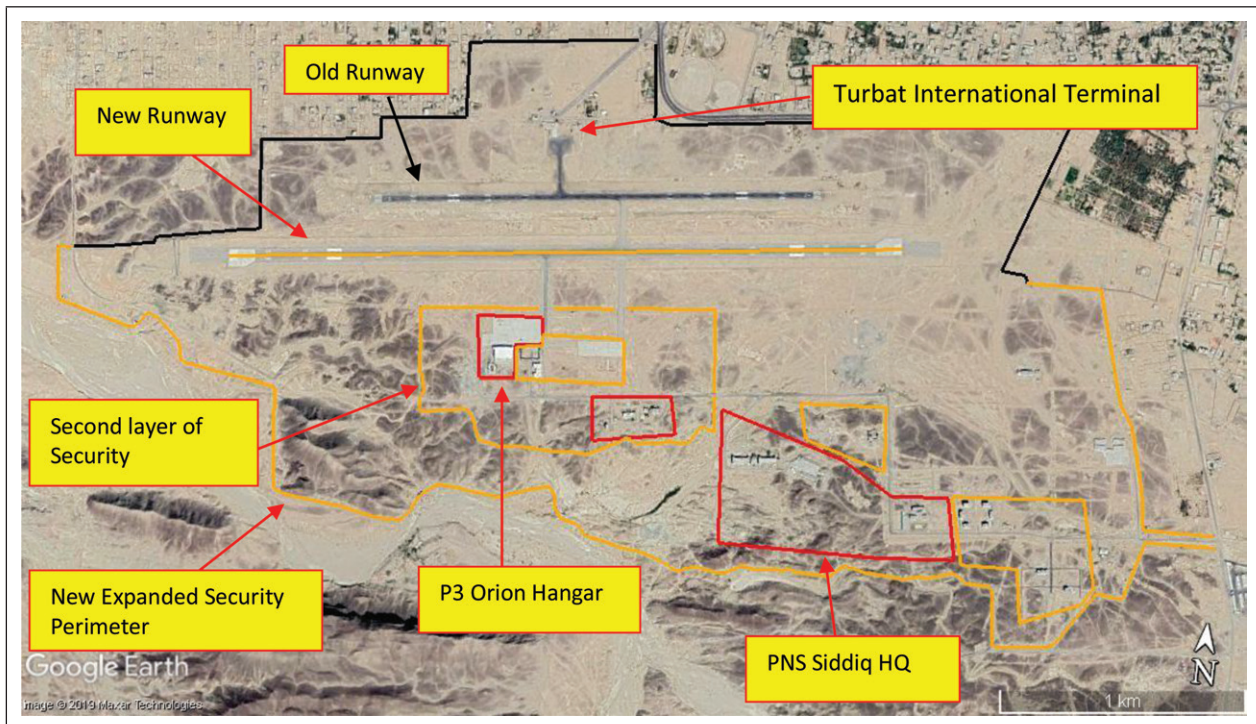 Old Runway
Turbat International Terminal
New Runway
Second layer of
Security
New Expanded Security
Perimeter
P3 Orion Hangar
PNS Siddiq HQ
N
Google Earth
image © 2019 Maxar Technologies
1 km